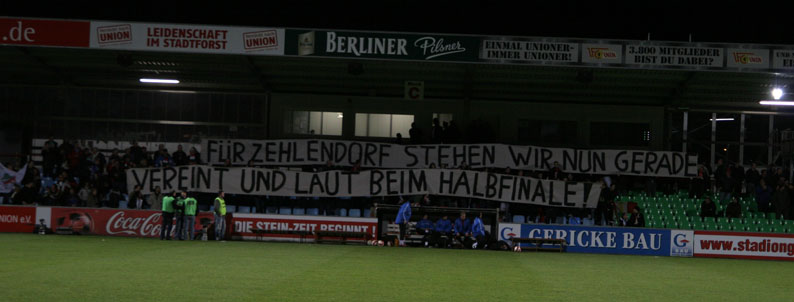 .de
UNION
LEIDENSCHAFT
IM STADTFORST
UNION
BERLINER Pilsner
EINMAL UNIONER-
IMMER UNIONER!
3.800 MITGLIEDER
BIST DU DABEI?
C
FÜR ZEHLENDORF STEHEN WIR NUN GERADE
VEREINT UND LAUT BEIM HALBFINALE!
UNION e.V.
Coca-Cola
DIE STEIN-ZEIT BEGINNT.
GERICKE BAU
G
www.stadiong